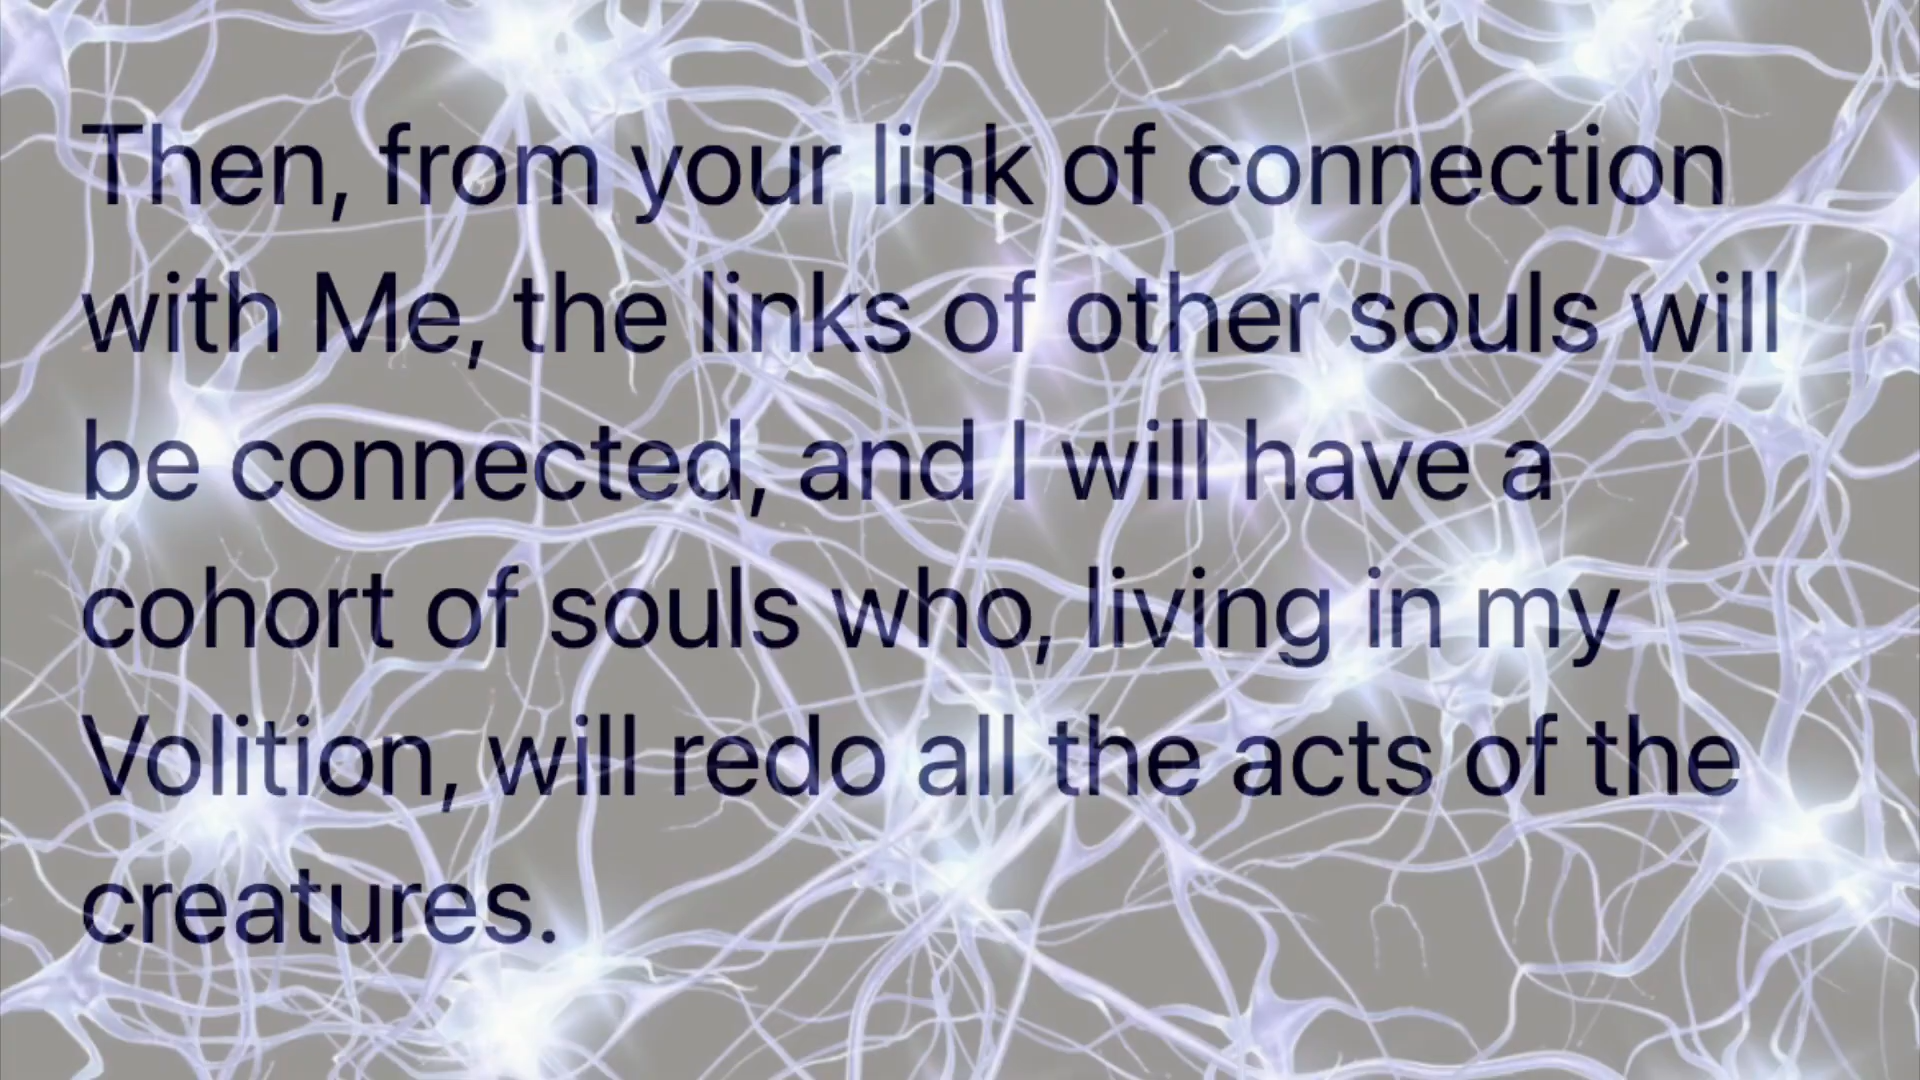 Then, from your link of connection
with Me, the links of other souls will
be connected, and I will have a
cohort of souls who, living in my
Volition, will redo all the acts of the
creatures.